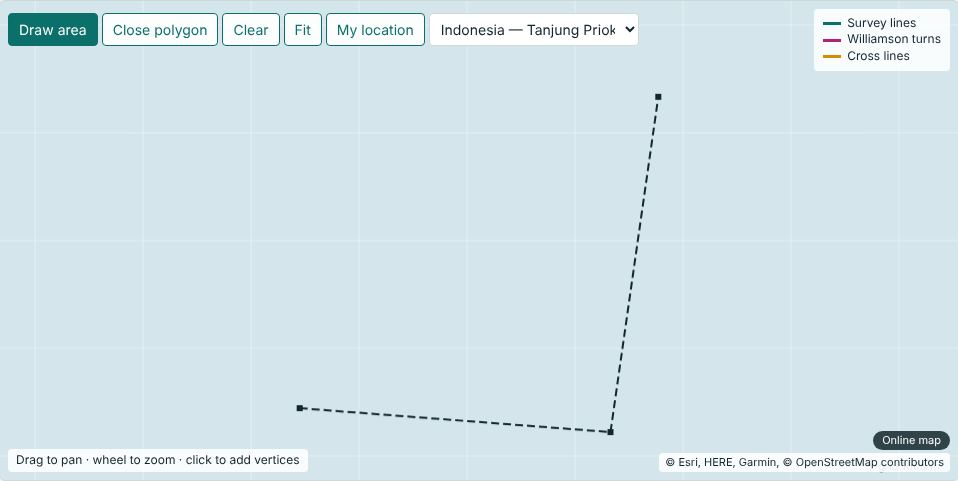 Draw area
Close polygon
Clear
Fit
My location
Indonesia — Tanjung Priok
Survey lines
Williamson turns
Cross lines
Online map
Drag to pan · wheel to zoom · click to add vertices
© Esri, HERE, Garmin, © OpenStreetMap contributors